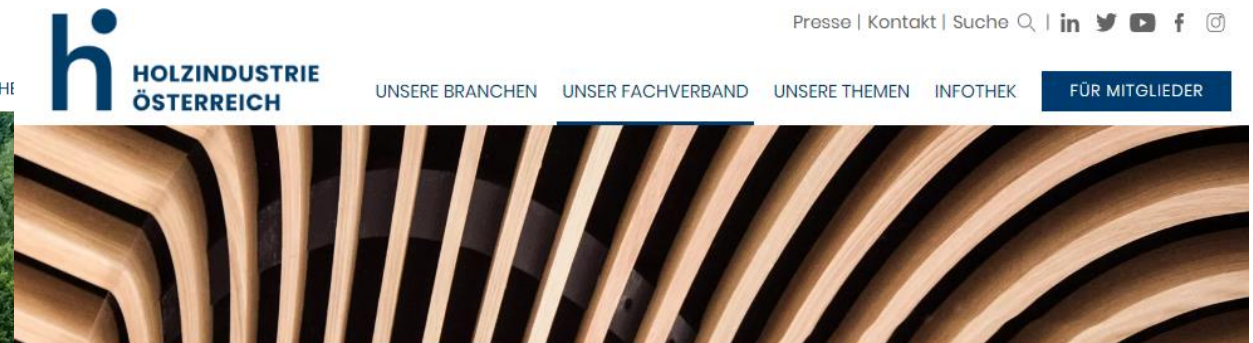 Presse | Kontakt | Suche |
HOLZINDUSTRIE
ÖSTERREICH
UNSERE BRANCHEN UNSER FACHVERBAND UNSERE THEMEN INFOTHEK FÜR MITGLIEDER